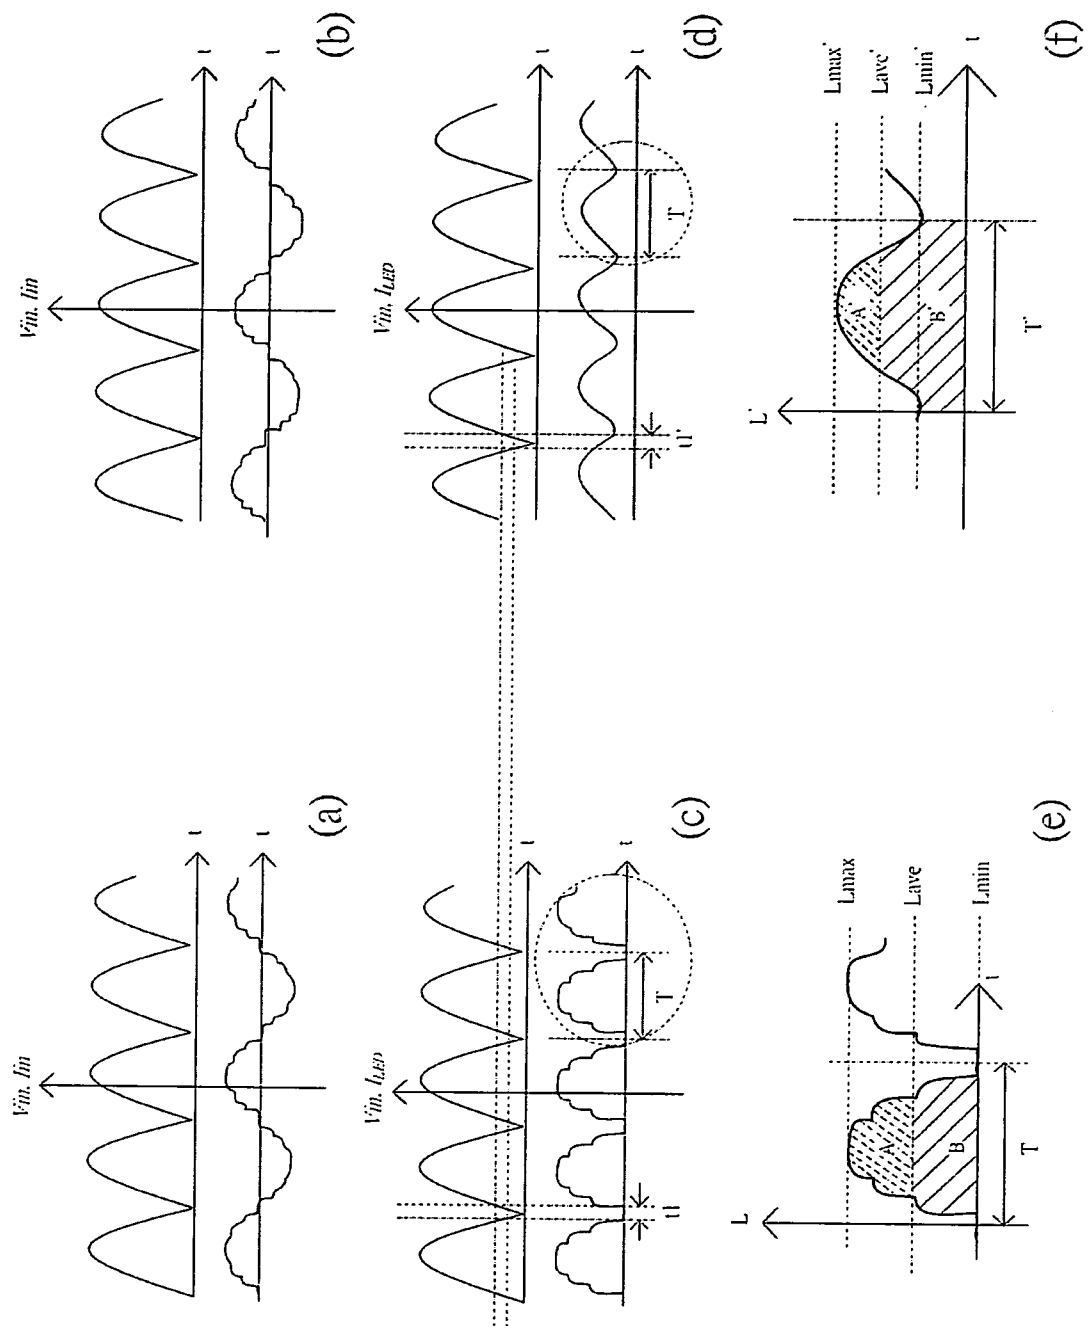 Vin. Iin
t
t
(a)
Vin. Iin
t
t
(b)
Vin. ILED
t
t
t1
T
(c)
Vin, ILED
t
t
t1'
T
(d)
L
Lmax
Lave
Lmin
A
B
t
T
(e)
L'
Lmax'
Lave'
Lmin'
A'
B'
t
T'
(f)